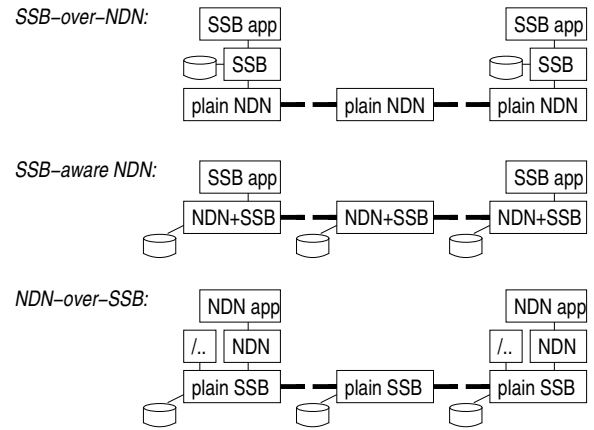 SSB–over–NDN: SSB app SSB app
SSB SSB
plain NDN plain NDN plain NDN
SSB–aware NDN: SSB app SSB app
NDN+SSB NDN+SSB NDN+SSB
NDN–over–SSB: NDN app NDN app
/.. NDN /.. NDN
plain SSB plain SSB plain SSB